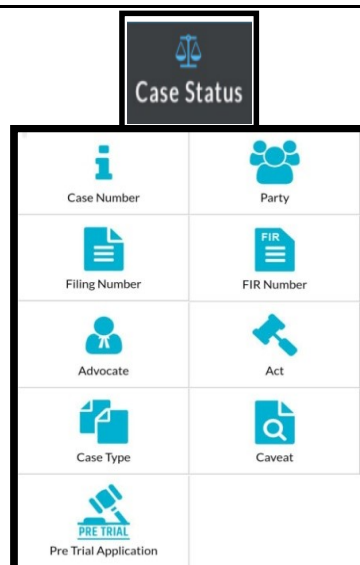 Case Status
Case Number
Party
FIR
Filing Number
FIR Number
Advocate
Act
Case Type
Caveat
PRE TRIAL
Pre Trial Application